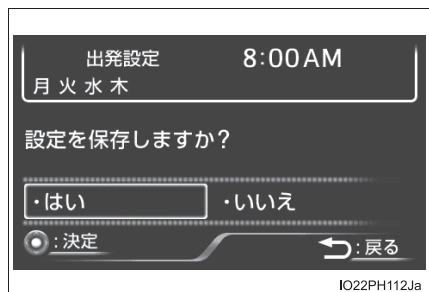 出発設定 8:00AM
月火水木
設定を保存しますか?
・はい ・いいえ
:決定 :戻る
IO22PH112Ja